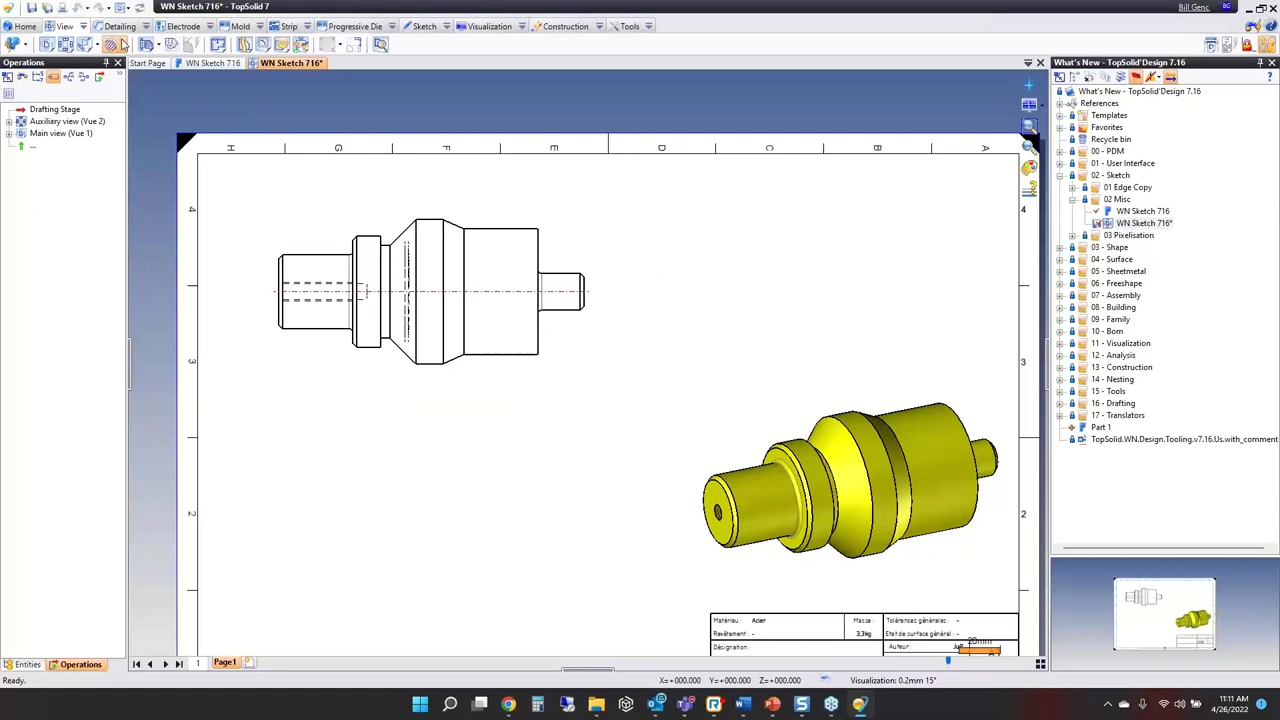 WN Sketch 716* - TopSolid 7
Bill Genc
Home View Detailing Electrode Mold Strip Progressive Die Sketch Visualization Construction Tools
Operations
Start Page WN Sketch 716 WN Sketch 716*
What's New - TopSolid'Design 7.16
Drafting Stage
Auxiliary view (Vue 2)
Main view (Vue 1)
...
What's New - TopSolid'Design 7.16
References
Templates
Favorites
Recycle bin
00 - PDM
01 - User Interface
02 - Sketch
01 Edge Copy
02 Misc
WN Sketch 716
WN Sketch 716*
03 Pixelisation
03 - Shape
04 - Surface
05 - Sheetmetal
06 - Freeshape
07 - Assembly
08 - Building
09 - Family
10 - Bom
11 - Visualization
12 - Analysis
13 - Construction
14 - Nesting
15 - Tools
16 - Drafting
17 - Translators
Part 1
TopSolid.WN.Design.Tooling.v7.16.Us.with_comment
H G F E D C B A
4 4
3 3
2 2
Matériau : Acier Masse : Tolérances générales : -
Revêtement : - 3,3kg Etat de surface général : -
Désignation : Auteur :
20mm
Entities Operations
1 Page1
Ready.
X=+000.000 Y=+000.000 Z=+000.000 Visualization: 0.2mm 15°
11:11 AM
4/26/2022